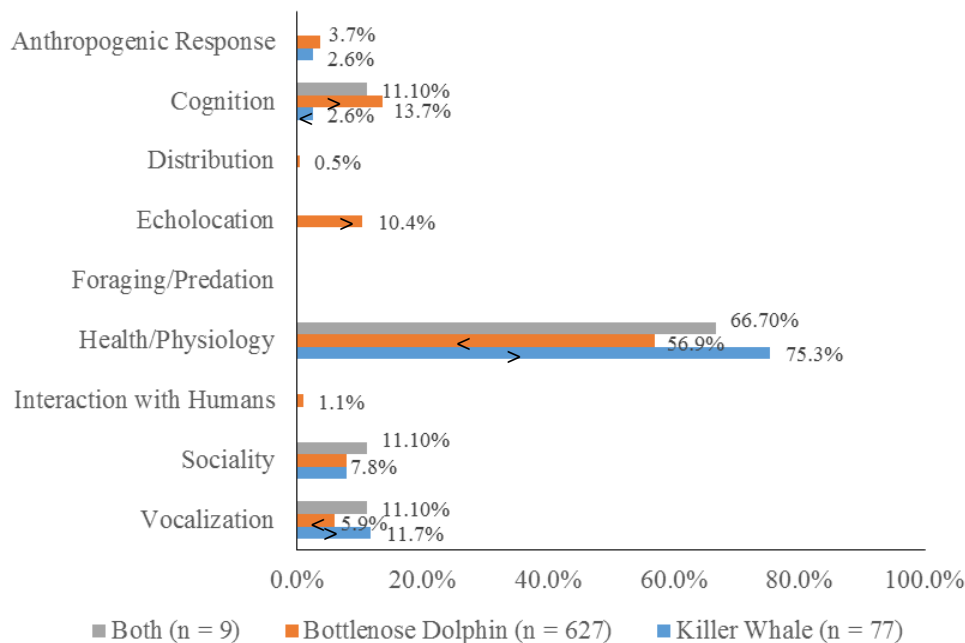 Anthropogenic Response
3.7%
2.6%
Cognition
11.10%
> 13.7%
< 2.6%
Distribution
0.5%
Echolocation
> 10.4%
Foraging/Predation
Health/Physiology
66.70%
< 56.9%
> 75.3%
Interaction with Humans
1.1%
Sociality
11.10%
7.8%
Vocalization
11.10%
< 5.9%
> 11.7%
0.0% 20.0% 40.0% 60.0% 80.0% 100.0%
Both (n = 9) Bottlenose Dolphin (n = 627) Killer Whale (n = 77)